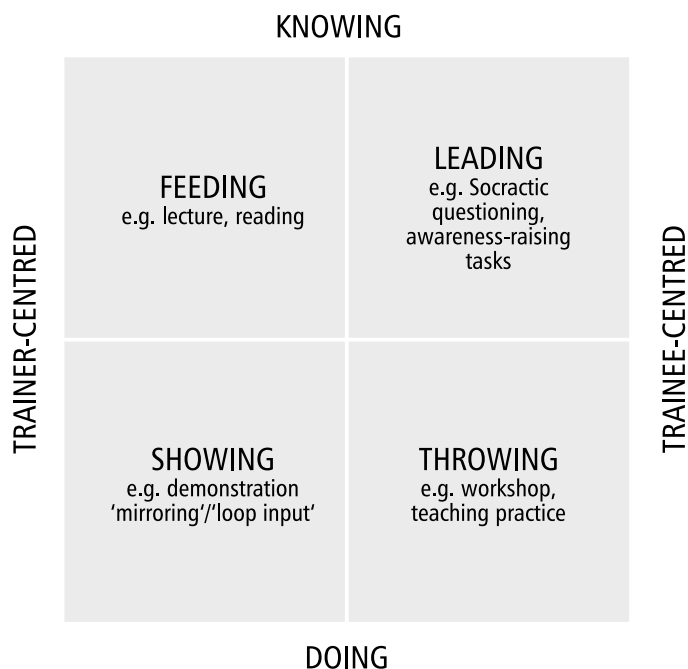 KNOWING
TRAINER-CENTRED
FEEDING
e.g. lecture, reading
LEADING
e.g. Socractic
questioning,
awareness-raising
tasks
TRAINEE-CENTRED
SHOWING
e.g. demonstration
‘mirroring’/‘loop input’
THROWING
e.g. workshop,
teaching practice
DOING